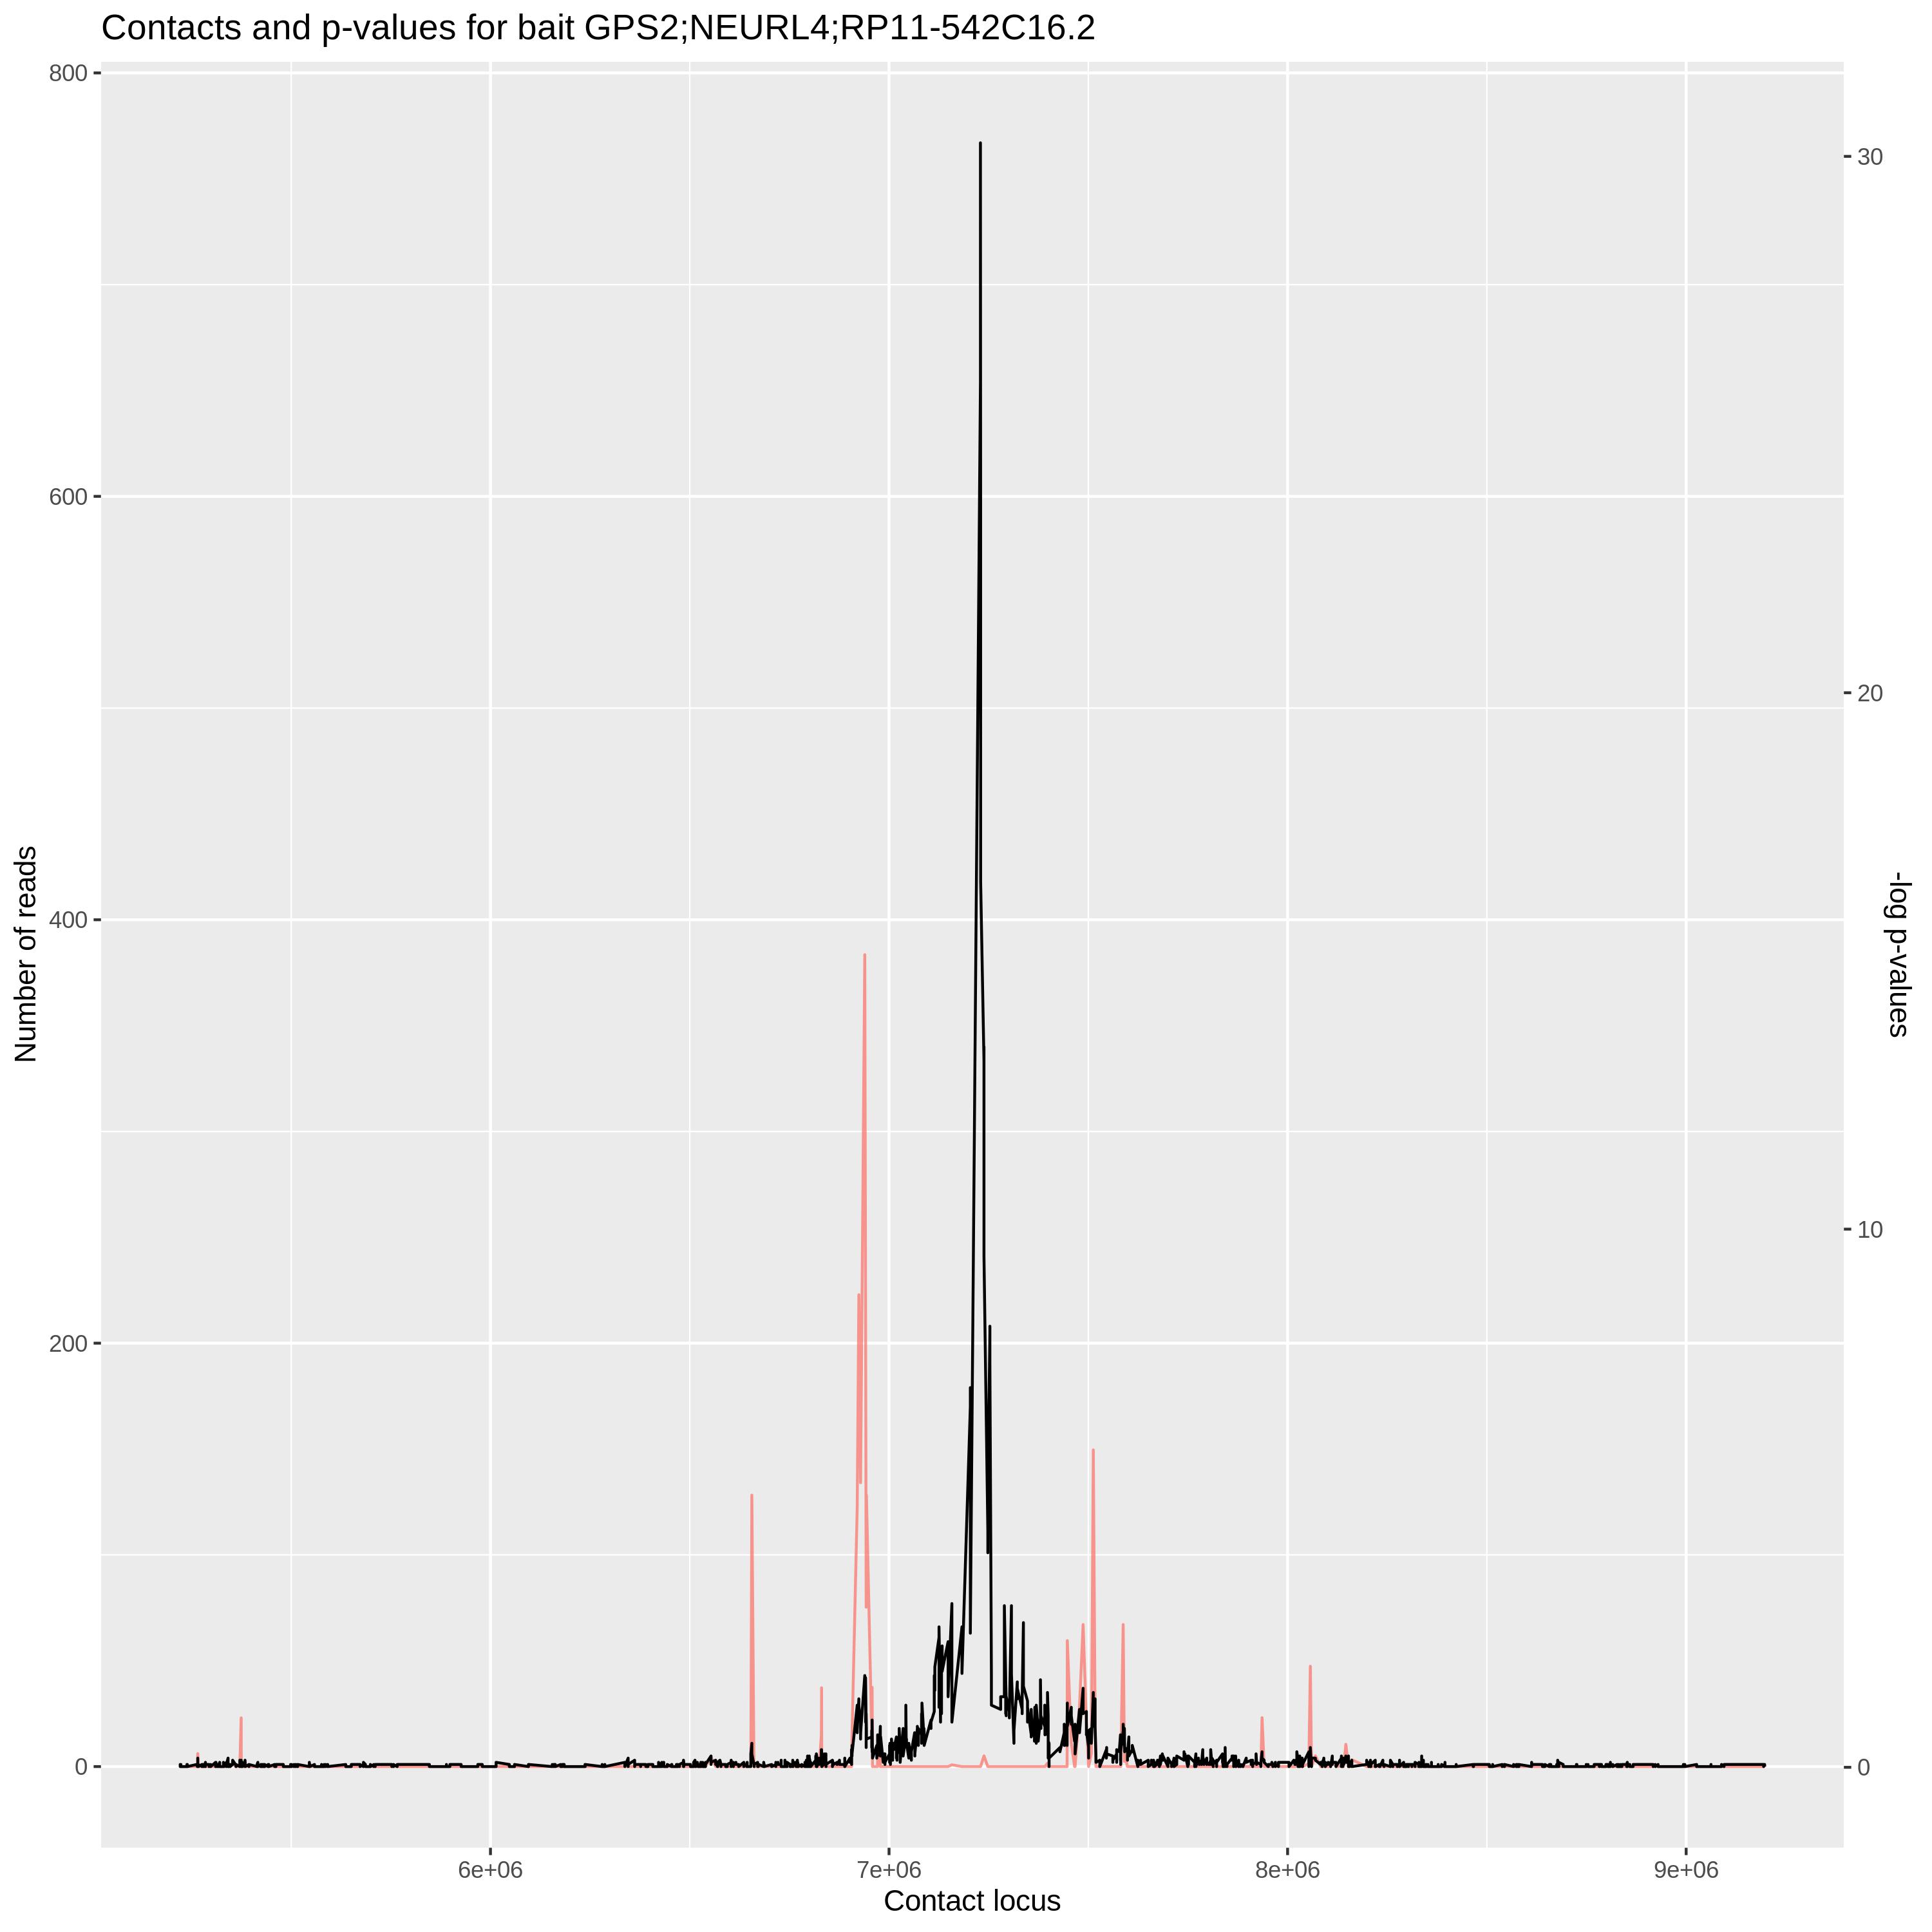 Contacts and p-values for bait GPS2;NEURL4;RP11-542C16.2
800
600
400
200
0
Number of reads
30
20
10
0
-log p-values
6e+06
7e+06
8e+06
9e+06
Contact locus